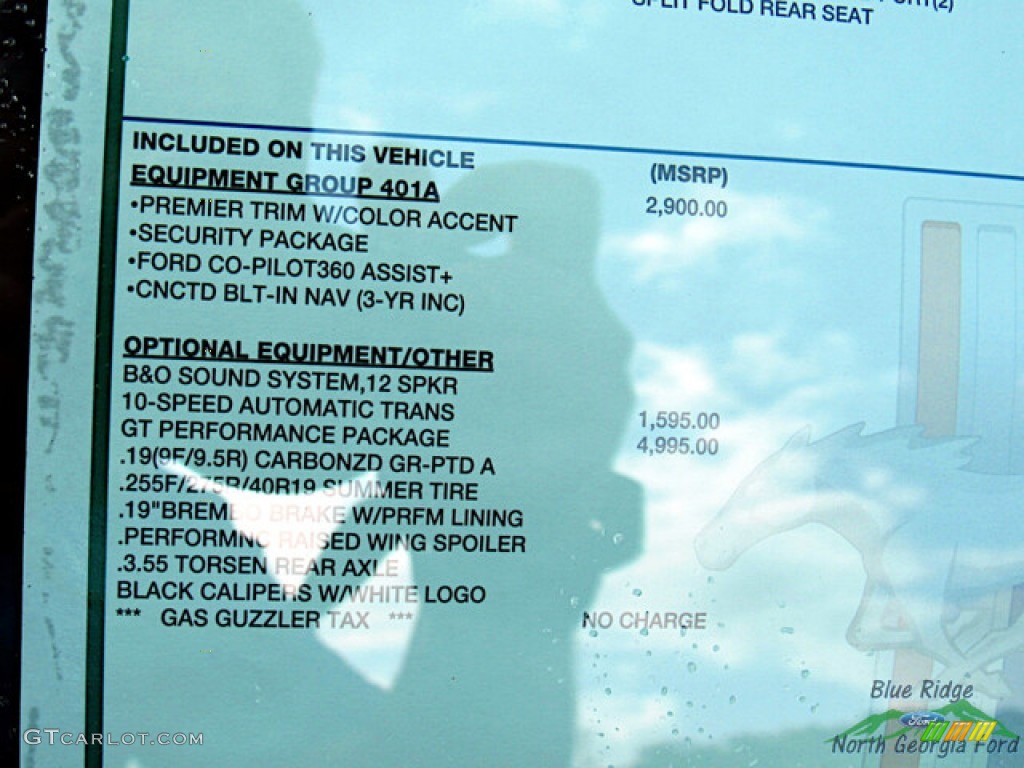 SPLIT FOLD REAR SEAT
INCLUDED ON THIS VEHICLE (MSRP)
EQUIPMENT GROUP 401A 2,900.00
•PREMIER TRIM W/COLOR ACCENT
•SECURITY PACKAGE
•FORD CO-PILOT360 ASSIST+
•CNCTD BLT-IN NAV (3-YR INC)
OPTIONAL EQUIPMENT/OTHER
B&O SOUND SYSTEM,12 SPKR
10-SPEED AUTOMATIC TRANS 1,595.00
GT PERFORMANCE PACKAGE 4,995.00
.19(9F/9.5R) CARBONZD GR-PTD A
.255F/275R/40R19 SUMMER TIRE
.19"BREMBO BRAKE W/PRFM LINING
.PERFORMNC RAISED WING SPOILER
.3.55 TORSEN REAR AXLE
BLACK CALIPERS W/WHITE LOGO
*** GAS GUZZLER TAX *** NO CHARGE
Blue Ridge
Ford
North Georgia Ford
GTCARLOT.COM